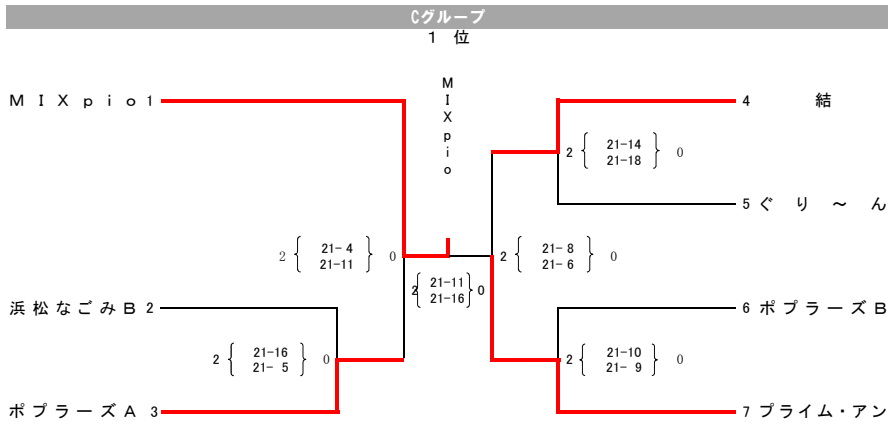 Cグループ
1 位
MIXpio
MIXpio 1
4 結
2 { 21-14 } 0
21-18
5 ぐり~ん
2 { 21- 4 } 0
21-11
2 { 21-11 } 0
21-16
2 { 21- 8 } 0
21- 6
浜松なごみB 2
6 ポプラーズB
2 { 21-16 } 0
21- 5
2 { 21-10 } 0
21- 9
ポプラーズA 3
7 プライム・アン